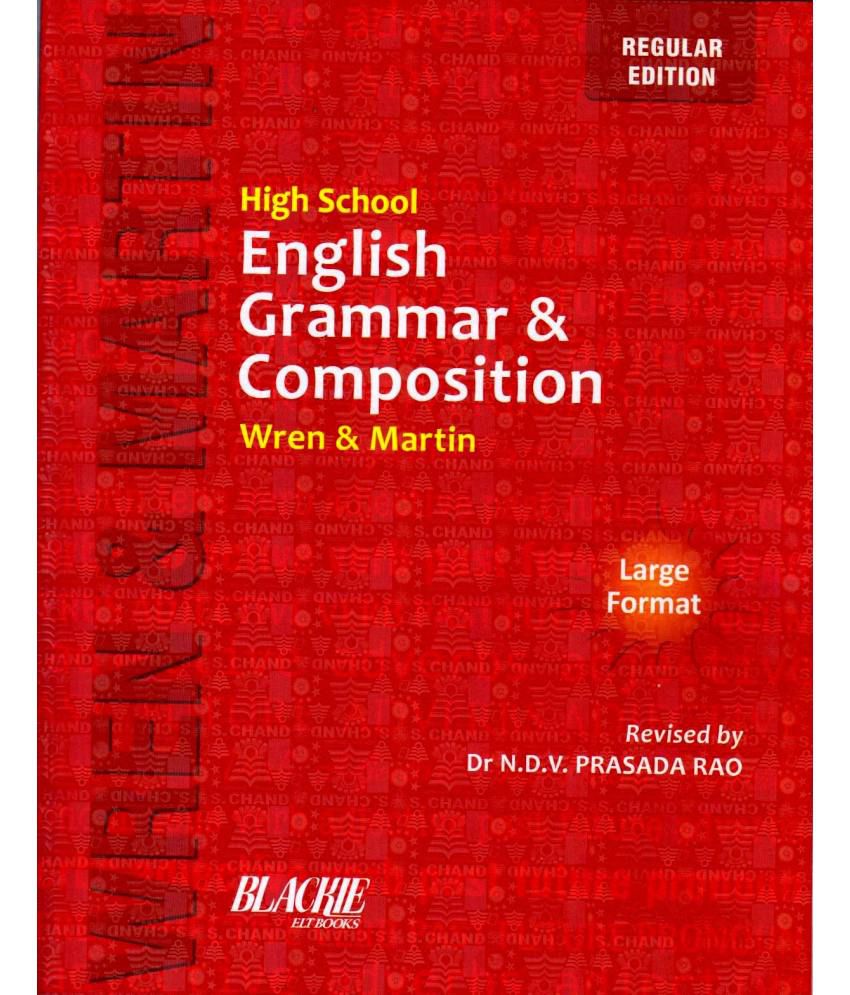 REGULAR
EDITION
High School
English
Grammar &
Composition
Wren & Martin
WREN & MARTIN
Large
Format
Revised by
Dr N.D.V. PRASADA RAO
BLACKIE
ELT BOOKS
S. CHAND